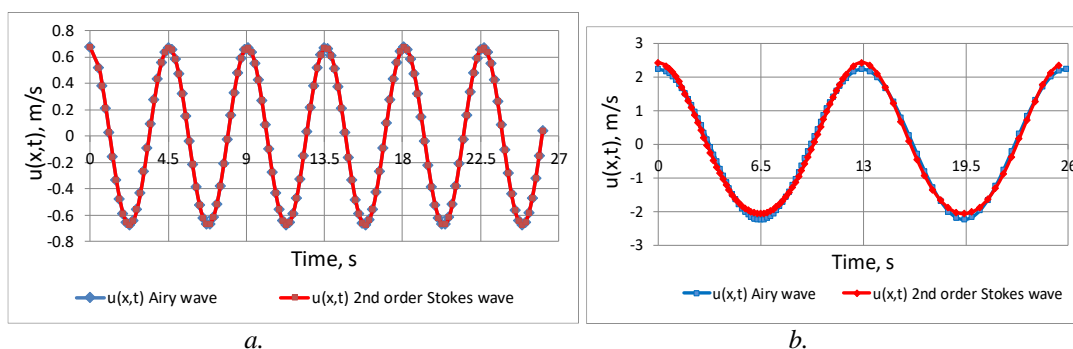 0.8
0.6
0.4
0.2
0
-0.2
-0.4
-0.6
-0.8
0 4.5 9 13.5 18 22.5 27
u(x,t), m/s
Time, s
u(x,t) Airy wave u(x,t) 2nd order Stokes wave
a.
3
2
1
0
-1
-2
-3
0 6.5 13 19.5 26
u(x,t), m/s
Time, s
u(x,t) Airy wave u(x,t) 2nd order Stokes wave
b.